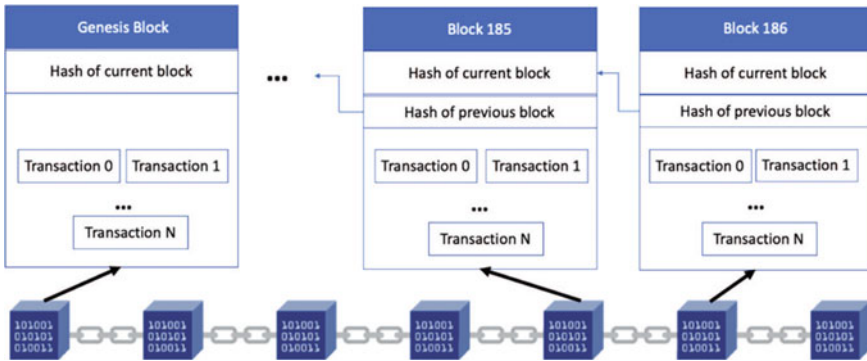 Genesis Block
Hash of current block
Transaction 0
Transaction 1
...
Transaction N
...
Block 185
Hash of current block
Hash of previous block
Transaction 0
Transaction 1
...
Transaction N
Block 186
Hash of current block
Hash of previous block
Transaction 0
Transaction 1
...
Transaction N
101001
010101
010011
101001
010101
010011
101001
010101
010011
101001
010101
010011
101001
010101
010011
101001
010101
010011
101001
010101
010011